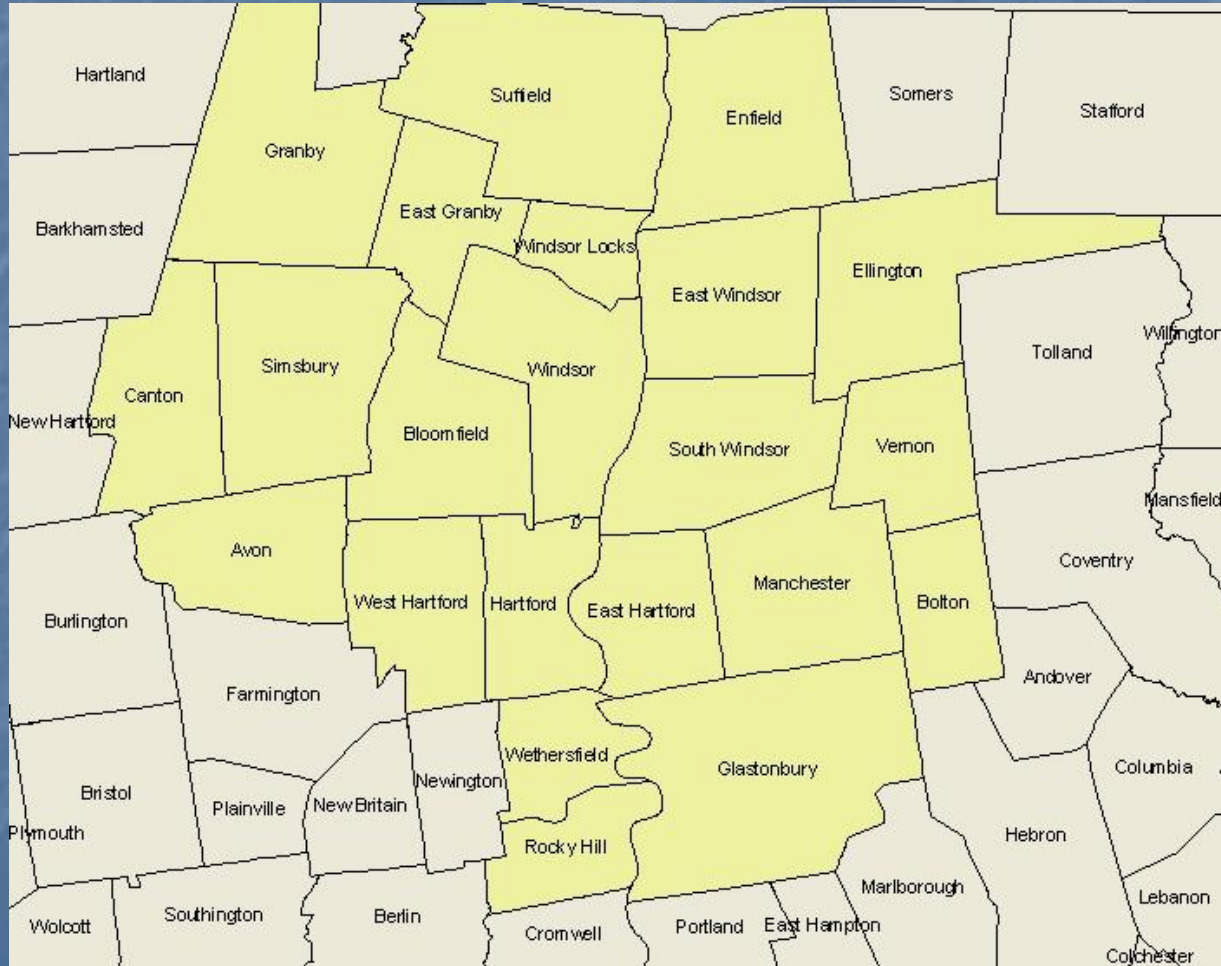 Hartland
Suffield
Somers
Stafford
Enfield
Granby
East Granby
Barkhamsted
Windsor Locks
Ellington
East Windsor
Willington
Tolland
Simsbury
Windsor
Canton
New Hartford
Bloomfield
South Windsor
Vernon
Mansfield
Avon
Coventry
Manchester
West Hartford
Hartford
East Hartford
Bolton
Burlington
Andover
Farmington
Wethersfield
Glastonbury
Columbia
Newington
Bristol
New Britain
Plainville
Plymouth
Hebron
Rocky Hill
Marlborough
Lebanon
Southington
Berlin
Wolcott
East Hampton
Portland
Cromwell
Colchester